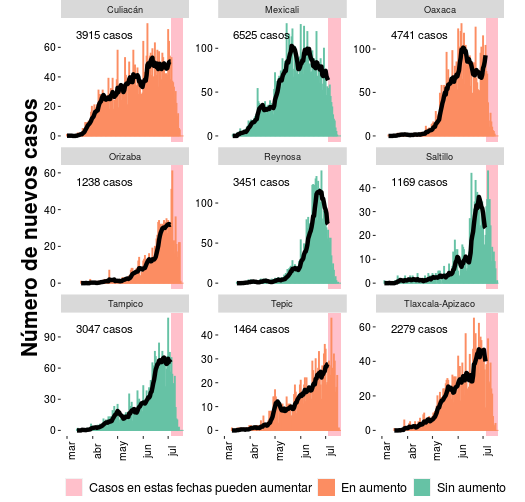 Número de nuevos casos
Culiacán
Mexicali
Oaxaca
3915 casos
6525 casos
4741 casos
60
40
20
0
100
50
0
100
50
0
Orizaba
Reynosa
Saltillo
1238 casos
3451 casos
1169 casos
60
40
20
0
100
50
0
40
30
20
10
0
Tampico
Tepic
Tlaxcala-Apizaco
3047 casos
1464 casos
2279 casos
90
60
30
0
40
30
20
10
0
60
40
20
0
mar abr may jun jul
mar abr may jun jul
mar abr may jun jul
Casos en estas fechas pueden aumentar En aumento Sin aumento